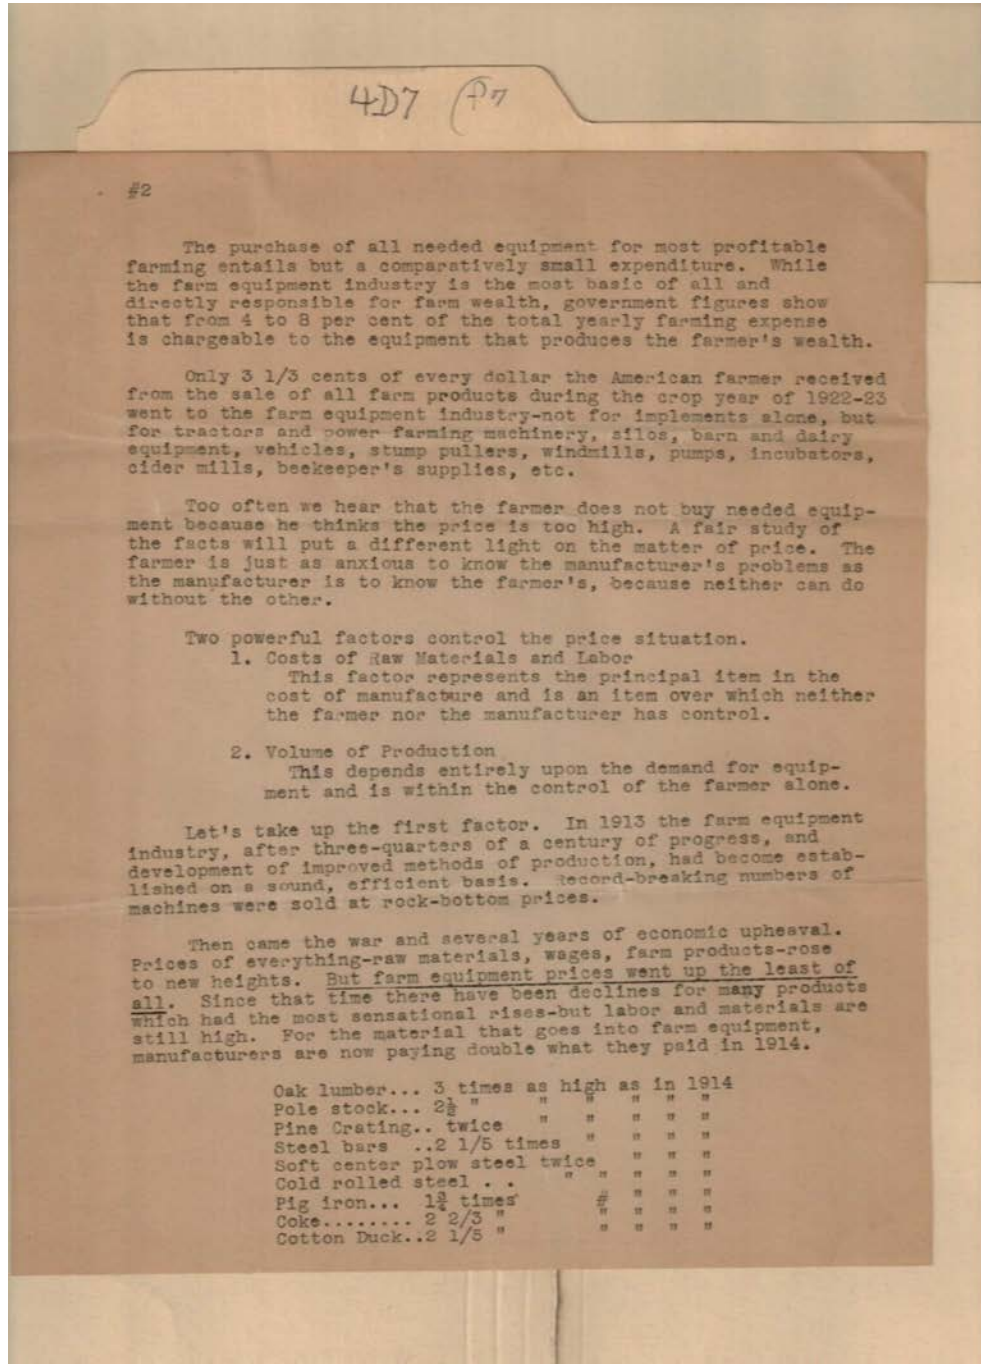 4D7 (P7
#2
The purchase of all needed equipment for most profitable
farming entails but a comparatively small expenditure. While
the farm equipment industry is the most basic of all and
directly responsible for farm wealth, government figures show
that from 4 to 8 per cent of the total yearly farming expense
is chargeable to the equipment that produces the farmer's wealth.
Only 3 1/3 cents of every dollar the American farmer received
from the sale of all farm products during the crop year of 1922-23
went to the farm equipment industry-not for implements alone, but
for tractors and power farming machinery, silos, barn and dairy
equipment, vehicles, stump pullers, windmills, pumps, incubators,
cider mills, beekeeper's supplies, etc.
Too often we hear that the farmer does not buy needed equip-
ment because he thinks the price is too high. A fair study of
the facts will put a different light on the matter of price. The
farmer is just as anxious to know the manufacturer's problems as
the manufacturer is to know the farmer's, because neither can do
without the other.
Two powerful factors control the price situation.
1. Costs of Raw Materials and Labor
This factor represents the principal item in the
cost of manufacture and is an item over which neither
the farmer nor the manufacturer has control.
2. Volume of Production
This depends entirely upon the demand for equip-
ment and is within the control of the farmer alone.
Let's take up the first factor. In 1913 the farm equipment
industry, after three-quarters of a century of progress, and
development of improved methods of production, had become estab-
lished on a sound, efficient basis. Record-breaking numbers of
machines were sold at rock-bottom prices.
Then came the war and several years of economic upheaval.
Prices of everything-raw materials, wages, farm products-rose
to new heights. But farm equipment prices went up the least of
all. Since that time there have been declines for many products
which had the most sensational rises-but labor and materials are
still high. For the material that goes into farm equipment,
manufacturers are now paying double what they paid in 1914.
Oak lumber... 3 times as high as in 1914
Pole stock... 2½ " " " " " "
Pine Crating.. twice " " " " "
Steel bars ..2 1/5 times " " " "
Soft center plow steel twice " " " "
Cold rolled steel . . " " " " "
Pig iron... 1¾ times # " " "
Coke........ 2 2/3 " " " " "
Cotton Duck..2 1/5 " " " " "